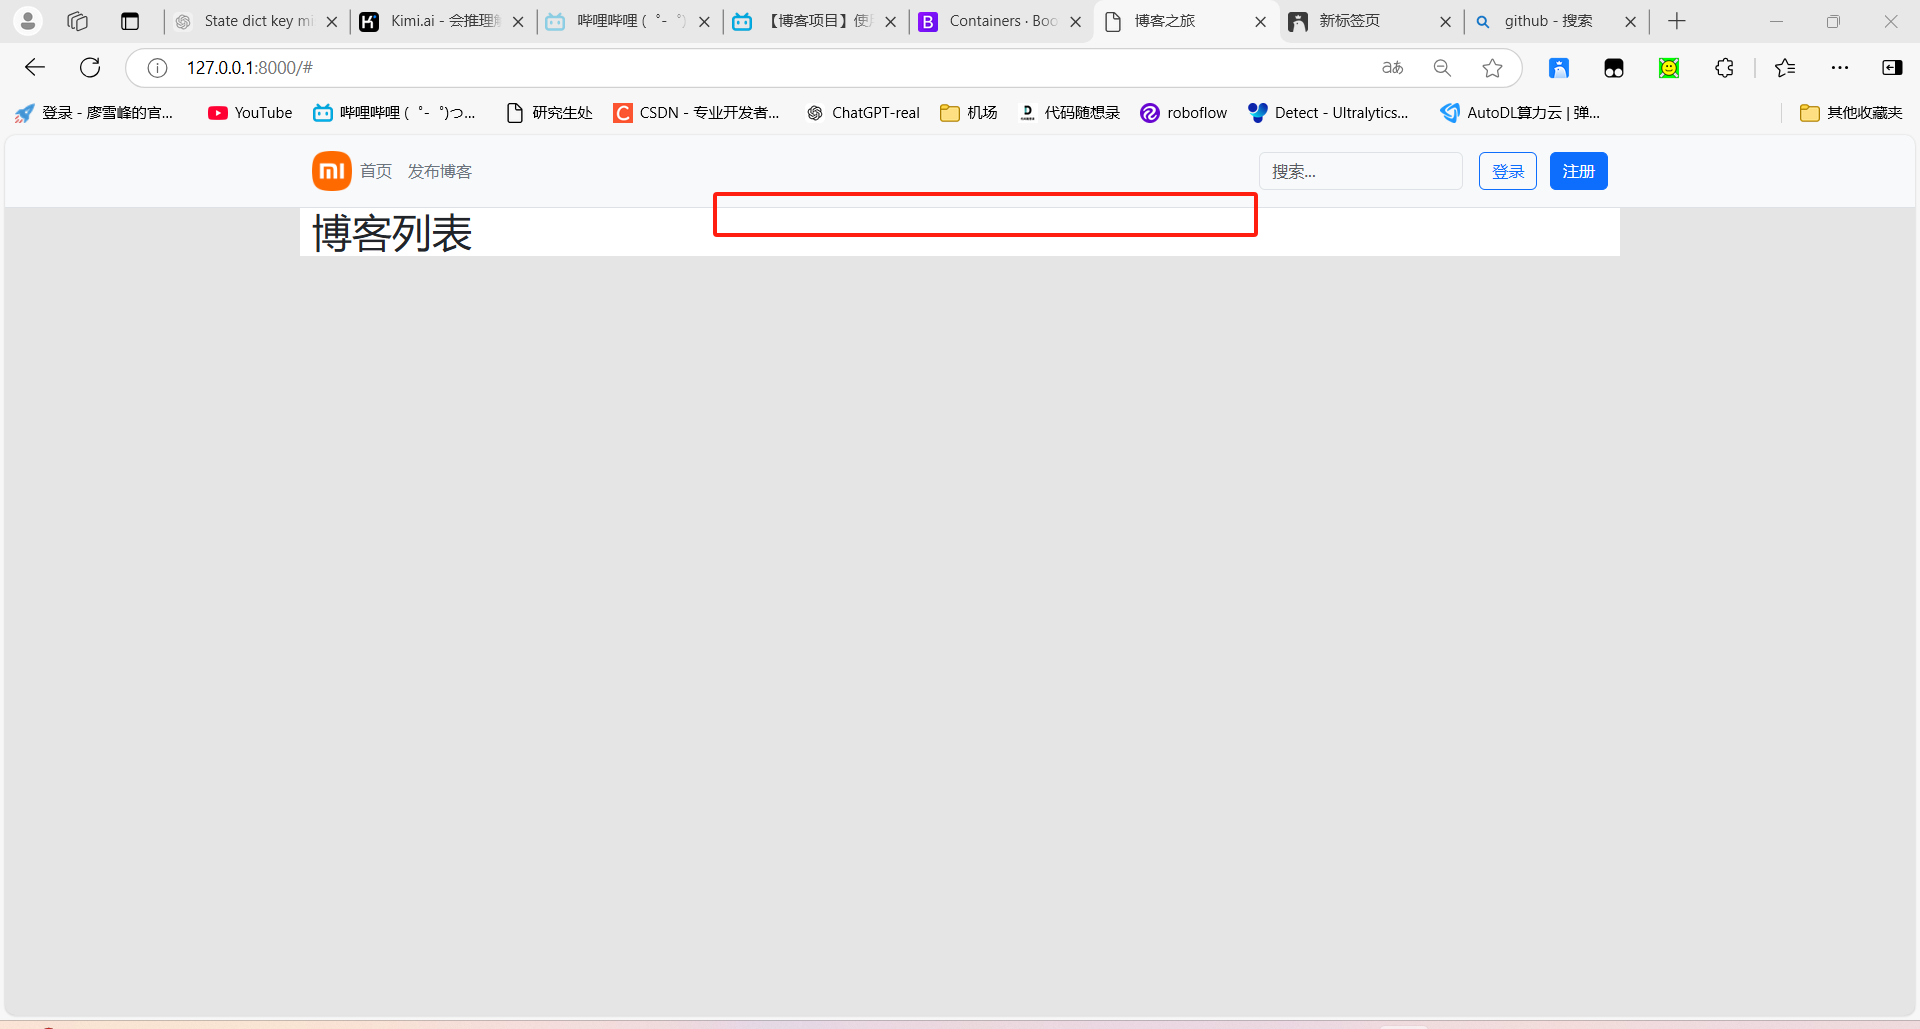 State dict key mi
Kimi.ai - 会推理解
哔哩哔哩 ( ゜- ゜)
【博客项目】使用
Containers · Boo
博客之旅
新标签页
github - 搜索
127.0.0.1:8000/#
登录 - 廖雪峰的官...
YouTube
哔哩哔哩 ( ゜- ゜)つ...
研究生处
CSDN - 专业开发者...
ChatGPT-real
机场
代码随想录
roboflow
Detect - Ultralytics...
AutoDL算力云 | 弹...
其他收藏夹
首页
发布博客
搜索...
登录
注册
博客列表